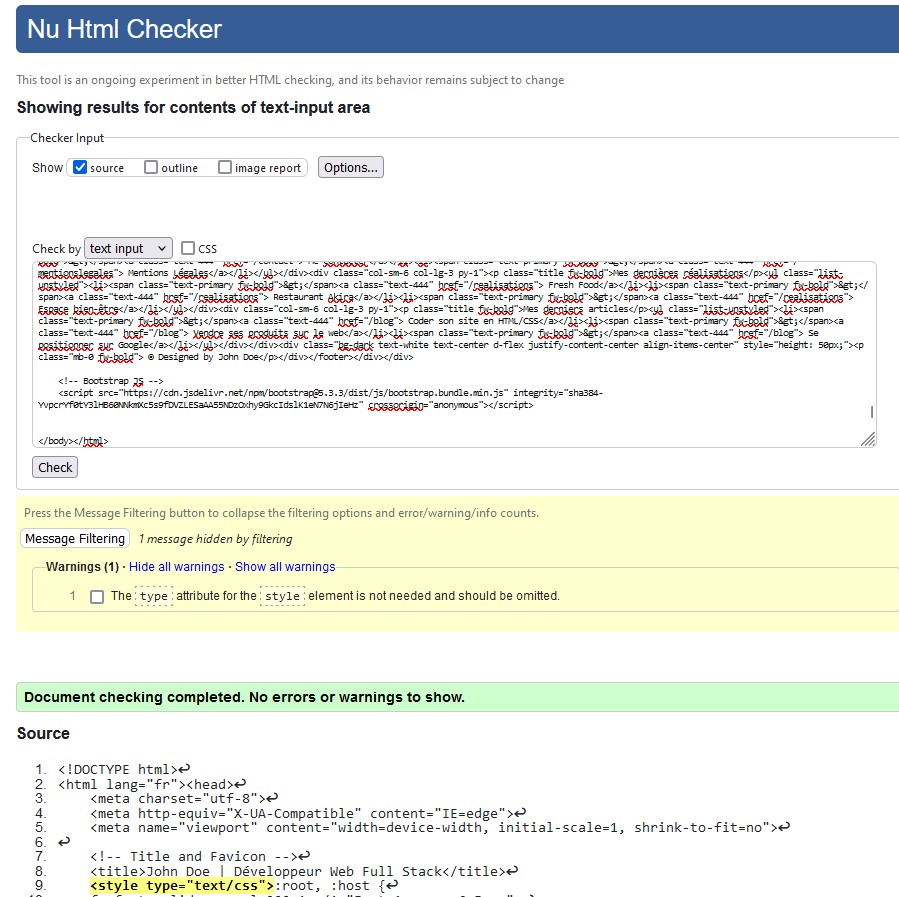 Nu Html Checker
This tool is an ongoing experiment in better HTML checking, and its behavior remains subject to change
Showing results for contents of text-input area
Checker Input
Show source outline image report Options...
Check by text input CSS
mentionslegales"> Mentions Légales</a></li></ul></div><div class="col-sm-6 col-lg-3 py-1"><p class="title fw-bold">Mes dernières réalisations</p><ul class="list-
unstyled"><li><span class="text-primary fw-bold">&gt;</span><a class="text-444" href="/realisations"> Fresh Food</a></li><li><span class="text-primary fw-bold">&gt;</
span><a class="text-444" href="/realisations"> Restaurant Akira</a></li><li><span class="text-primary fw-bold">&gt;</span><a class="text-444" href="/realisations">
Espace bien-être</a></li></ul></div><div class="col-sm-6 col-lg-3 py-1"><p class="title fw-bold">Mes derniers articles</p><ul class="list-unstyled"><li><span
class="text-primary fw-bold">&gt;</span><a class="text-444" href="/blog"> Coder son site en HTML/CSS</a></li><li><span class="text-primary fw-bold">&gt;</span><a
class="text-444" href="/blog"> Vendre ses produits sur le web</a></li><li><span class="text-primary fw-bold">&gt;</span><a class="text-444" href="/blog"> Se
positionner sur Google</a></li></ul></div></div><div class="bg-dark text-white text-center d-flex justify-content-center align-items-center" style="height: 50px;"><p
class="mb-0 fw-bold"> © Designed by John Doe</p></div></footer></div></div>
<!-- Bootstrap JS -->
<script src="https://cdn.jsdelivr.net/npm/bootstrap@5.3.3/dist/js/bootstrap.bundle.min.js" integrity="sha384-
YvpcrYf0tY3lHB60NNkmXc5s9fDVZLESaAA55NDzOxhy9GkcIdslK1eN7N6jIeHz" crossorigin="anonymous"></script>
</body></html>
Check
Press the Message Filtering button to collapse the filtering options and error/warning/info counts.
Message Filtering 1 message hidden by filtering
Warnings (1) · Hide all warnings · Show all warnings
1 The type attribute for the style element is not needed and should be omitted.
Document checking completed. No errors or warnings to show.
Source
1. <!DOCTYPE html>↩
2. <html lang="fr"><head>↩
3. <meta charset="utf-8">↩
4. <meta http-equiv="X-UA-Compatible" content="IE=edge">↩
5. <meta name="viewport" content="width=device-width, initial-scale=1, shrink-to-fit=no">↩
6. ↩
7. <!-- Title and Favicon -->↩
8. <title>John Doe | Développeur Web Full Stack</title>↩
9. <style type="text/css">:root, :host {↩